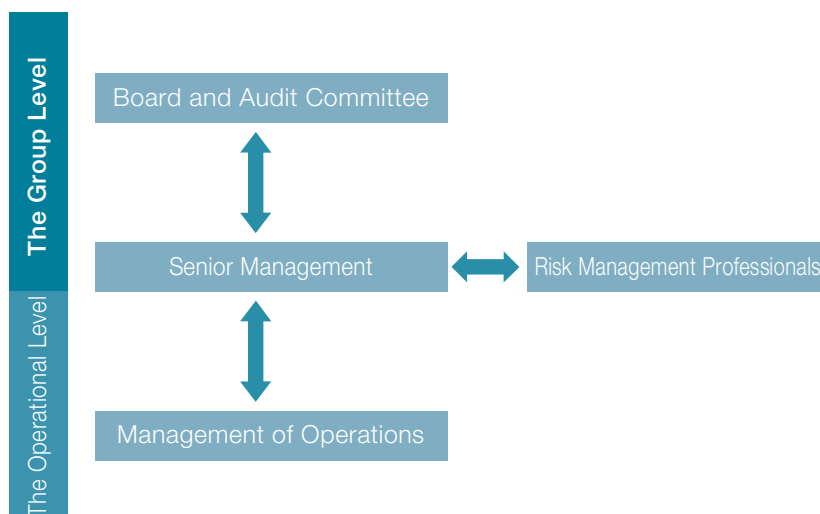 The Group Level
Board and Audit Committee
Senior Management
Risk Management Professionals
The Operational Level
Management of Operations